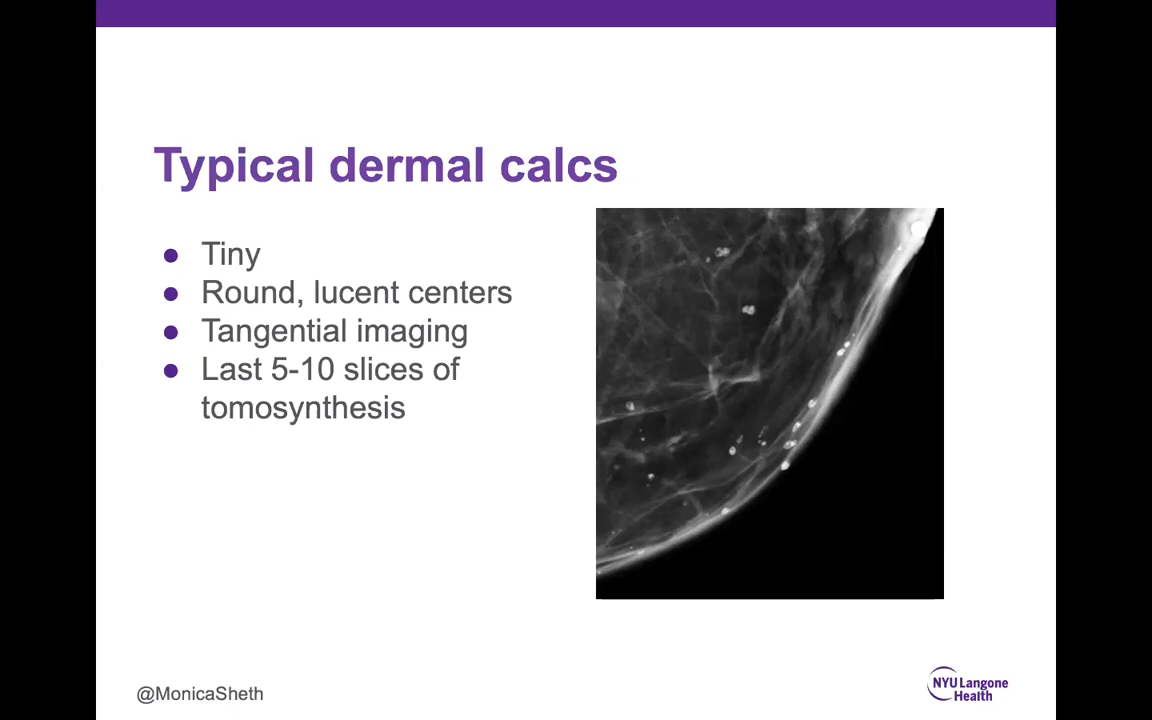 Typical dermal calcs
● Tiny
● Round, lucent centers
● Tangential imaging
● Last 5-10 slices of
tomosynthesis
@MonicaSheth
NYU Langone
Health